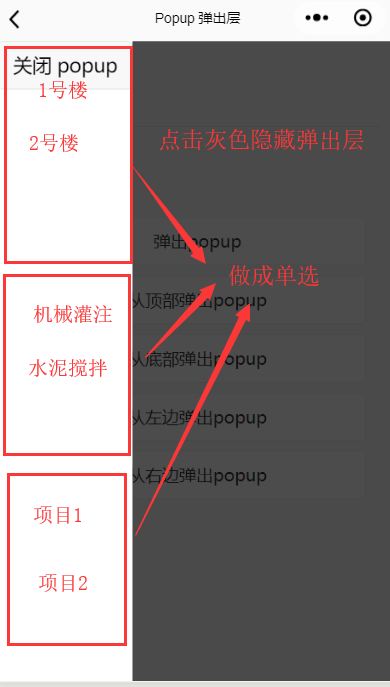 Popup 弹出层
关闭 popup
1号楼
2号楼
点击灰色隐藏弹出层
弹出popup
做成单选
从顶部弹出popup
机械灌注
从底部弹出popup
水泥搅拌
从左边弹出popup
从右边弹出popup
项目1
项目2